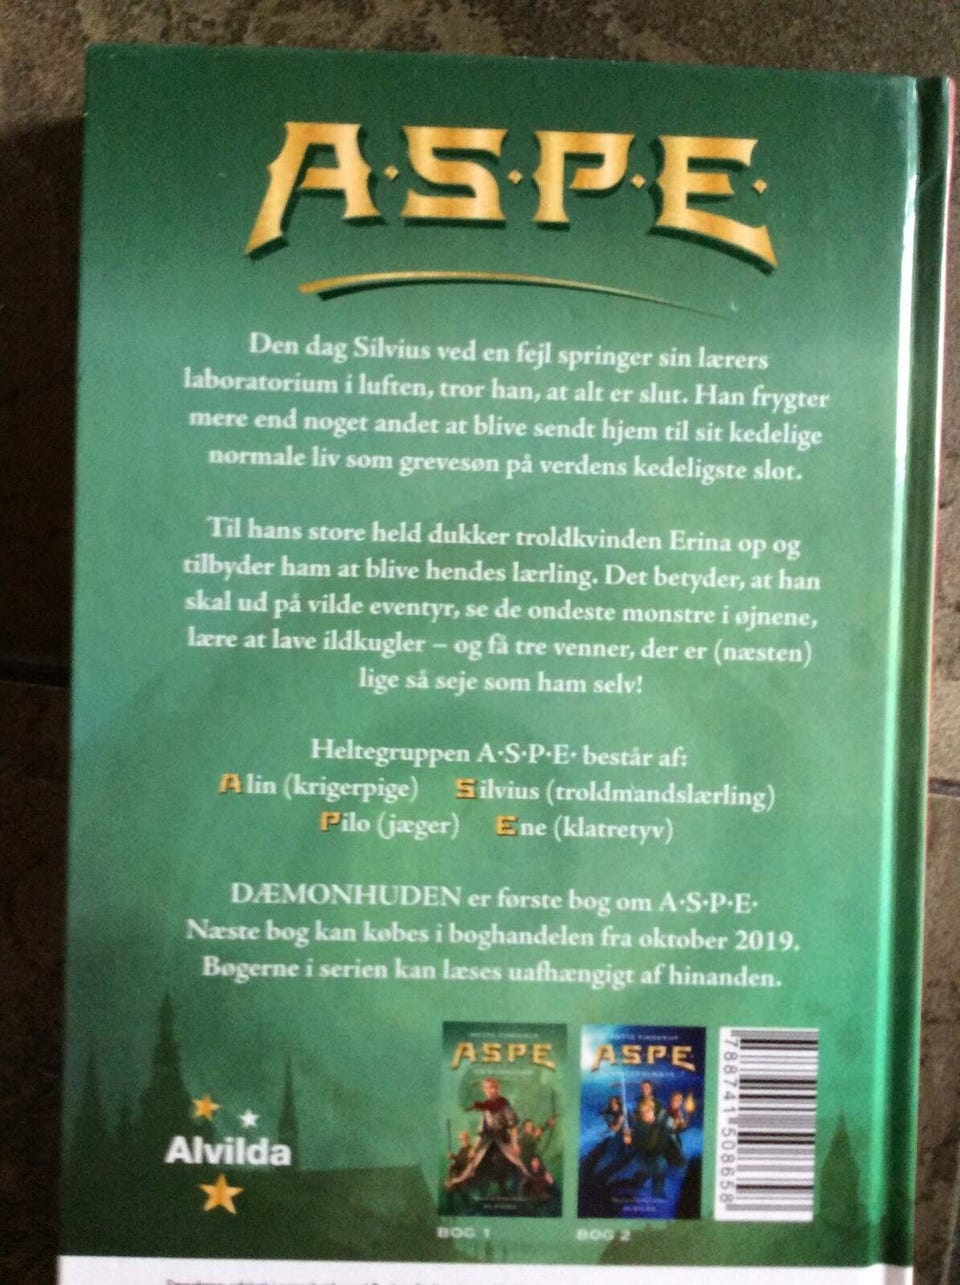 A·S·P·E·
Den dag Silvius ved en fejl springer sin lærers
laboratorium i luften, tror han, at alt er slut. Han frygter
mere end noget andet at blive sendt hjem til sit kedelige
normale liv som grevesøn på verdens kedeligste slot.
Til hans store held dukker troldkvinden Erina op og
tilbyder ham at blive hendes lærling. Det betyder, at han
skal ud på vilde eventyr, se de ondeste monstre i øjnene,
lære at lave ildkugler – og få tre venner, der er (næsten)
lige så seje som ham selv!
Heltegruppen A·S·P·E· består af:
Alin (krigerpige) Silvius (troldmandslærling)
Pilo (jæger) Ene (klatretyv)
DÆMONHUDEN er første bog om A·S·P·E·
Næste bog kan købes i boghandelen fra oktober 2019.
Bøgerne i serien kan læses uafhængigt af hinanden.
Alvilda
ASPE
BOG 1
ASPE
BOG 2
788741 508658